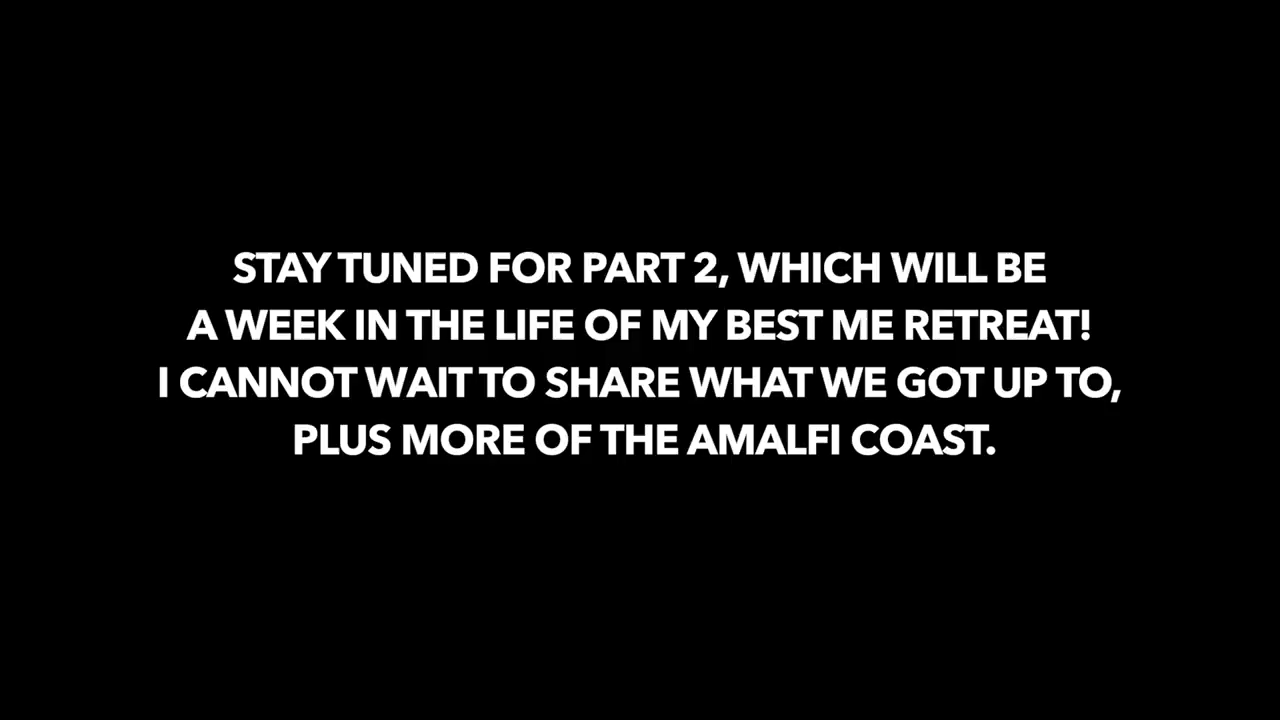 STAY TUNED FOR PART 2, WHICH WILL BE
A WEEK IN THE LIFE OF MY BEST ME RETREAT!
I CANNOT WAIT TO SHARE WHAT WE GOT UP TO,
PLUS MORE OF THE AMALFI COAST.